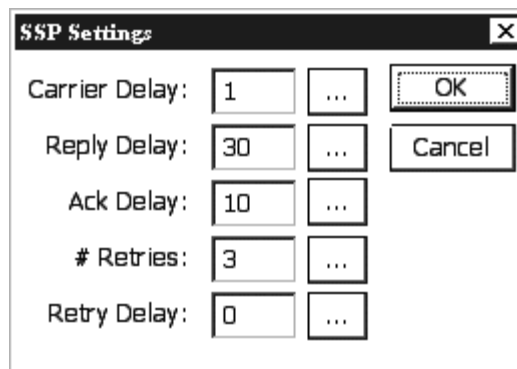 SSP Settings
Carrier Delay: 1 ... OK
Reply Delay: 30 ... Cancel
Ack Delay: 10 ...
# Retries: 3 ...
Retry Delay: 0 ...